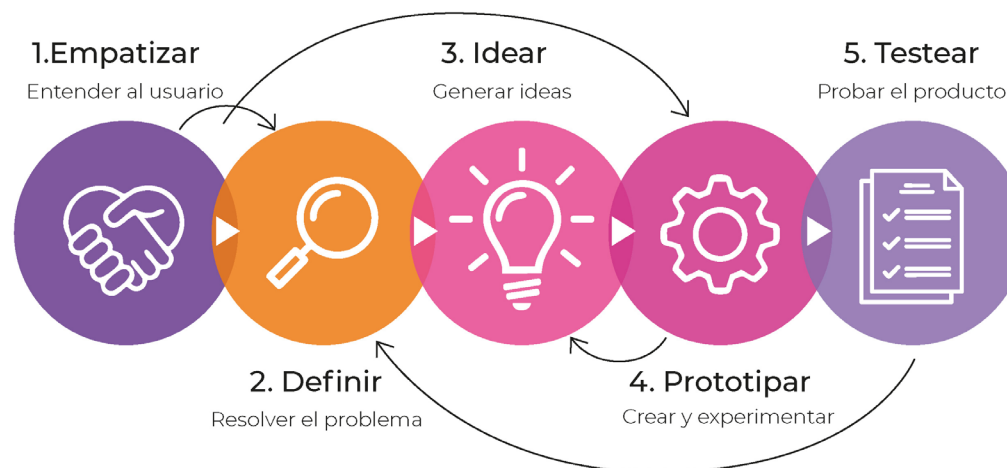 1.Empatizar
Entender al usuario
2. Definir
Resolver el problema
3. Idear
Generar ideas
4. Prototipar
Crear y experimentar
5. Testear
Probar el producto